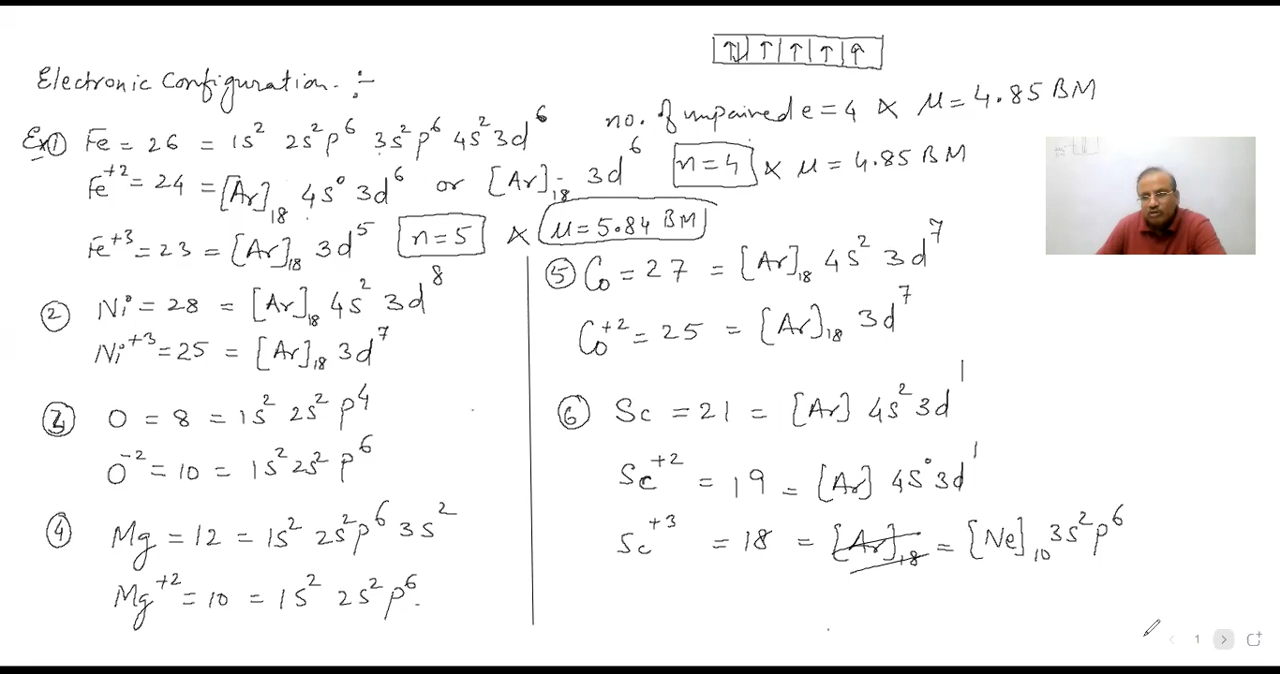 Electronic Configuration :-
↑↓ ↑ ↑ ↑ ↑
Ex① Fe = 26 = 1s² 2s²p⁶ 3s²p⁶ 4s² 3d⁶
no. of unpaired e = 4 & μ = 4.85 BM
Fe⁺² = 24 = [Ar]₁₈ 4s⁰ 3d⁶ or [Ar]₁₈ 3d⁶ n = 4 & μ = 4.85 BM
Fe⁺³ = 23 = [Ar]₁₈ 3d⁵ n = 5 & μ = 5.84 BM
② Ni = 28 = [Ar]₁₈ 4s² 3d⁸
Ni⁺³ = 25 = [Ar]₁₈ 3d⁷
③ O = 8 = 1s² 2s² p⁴
O⁻² = 10 = 1s² 2s² p⁶
④ Mg = 12 = 1s² 2s²p⁶ 3s²
Mg⁺² = 10 = 1s² 2s² p⁶.
⑤ Co = 27 = [Ar]₁₈ 4s² 3d⁷
Co⁺² = 25 = [Ar]₁₈ 3d⁷
⑥ Sc = 21 = [Ar] 4s² 3d¹
Sc⁺² = 19 = [Ar] 4s⁰ 3d¹
Sc⁺³ = 18 = [Ar]₁₈ = [Ne]₁₀ 3s²p⁶
1